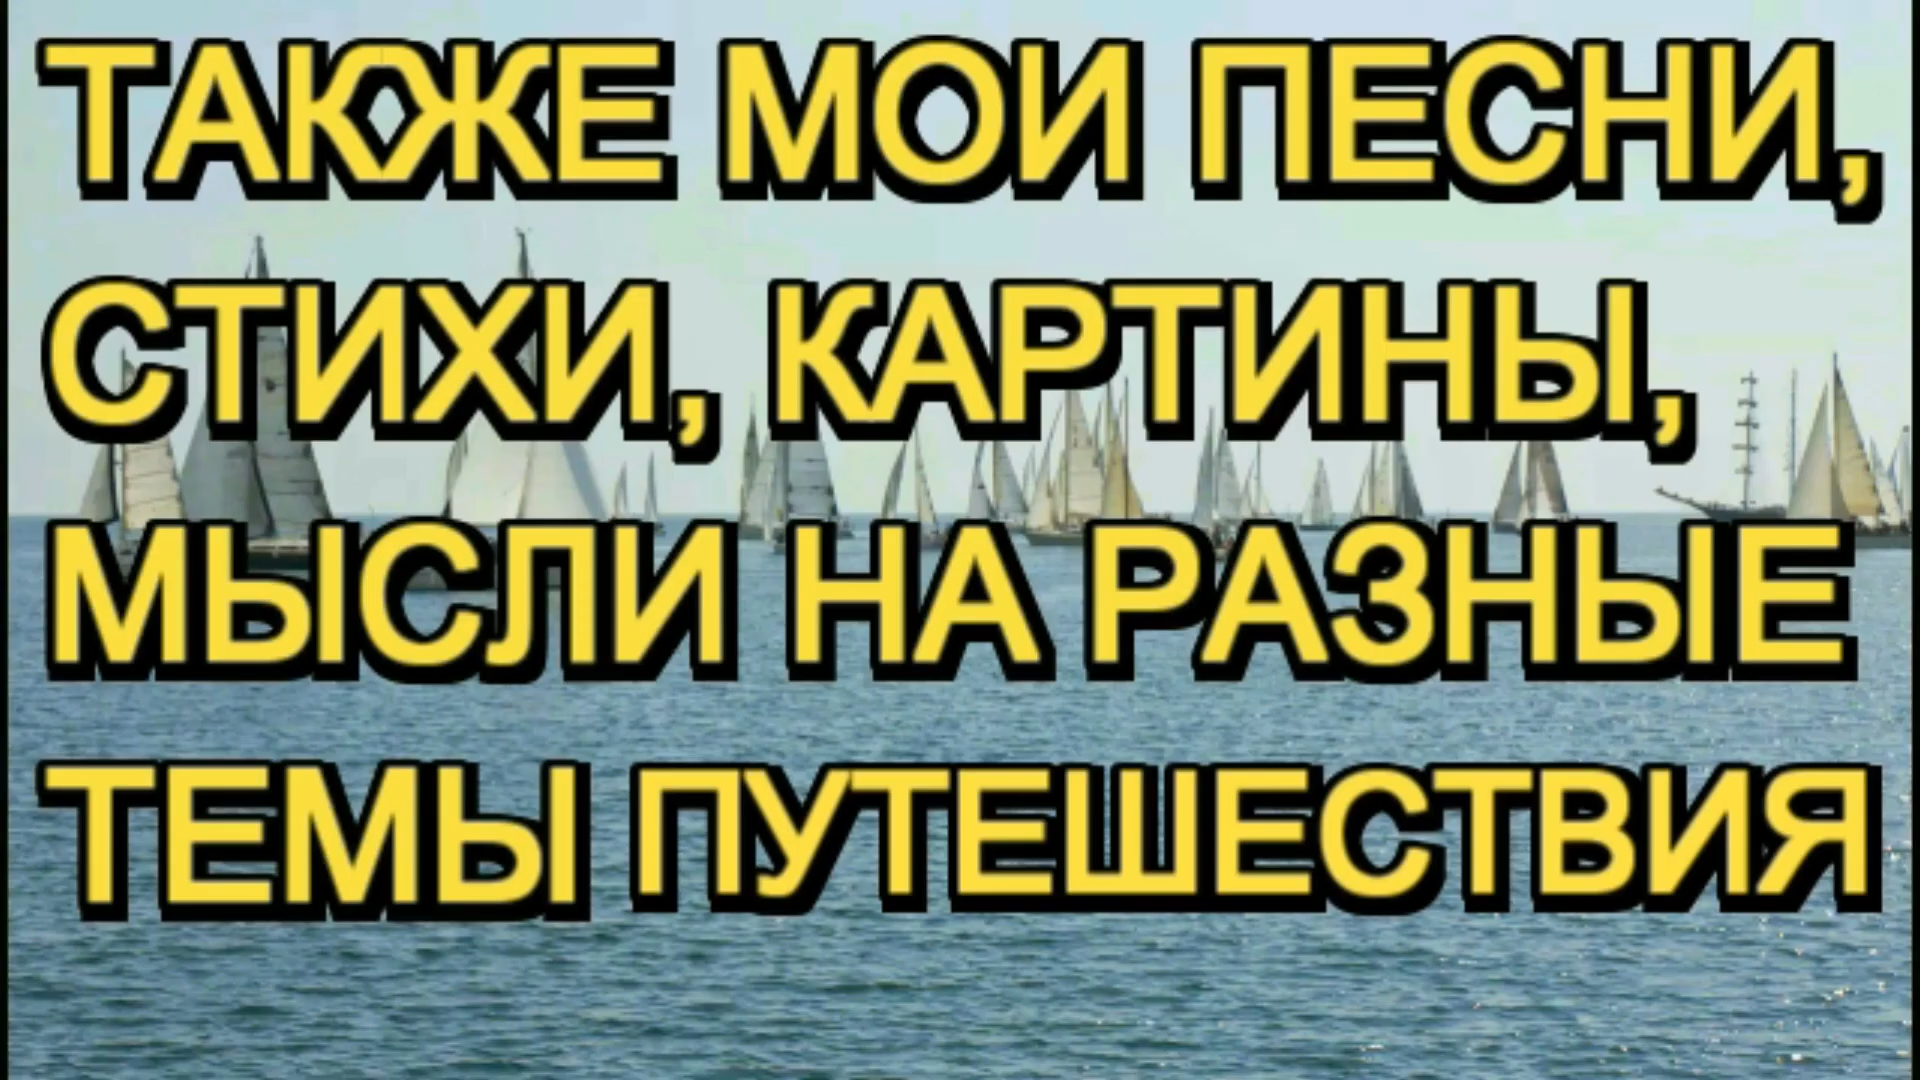 ТАКЖЕ МОИ ПЕСНИ,
СТИХИ, КАРТИНЫ,
МЫСЛИ НА РАЗНЫЕ
ТЕМЫ ПУТЕШЕСТВИЯ